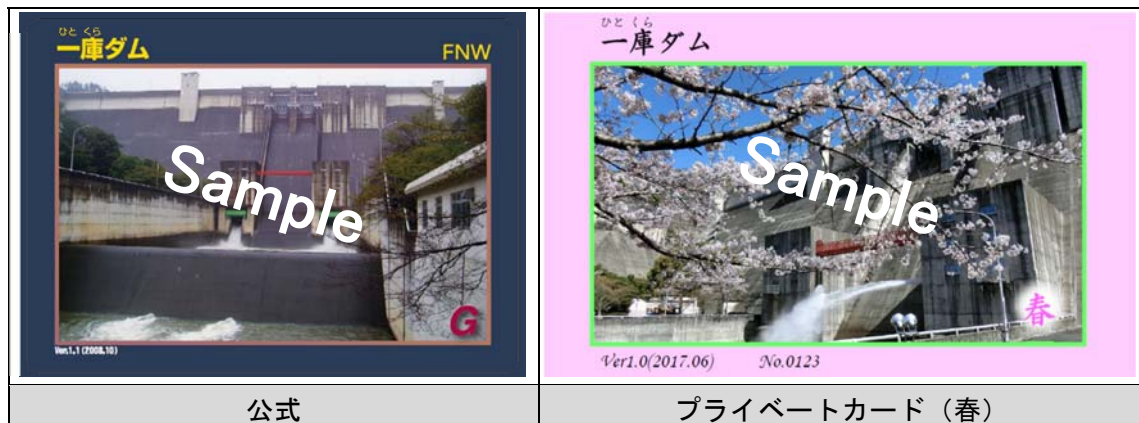 ひと くら
一庫ダム
FNW
Sample
G
Ver.1.1 (2008.10)
公式
ひと くら
一庫ダム
Sample
春
Ver1.0(2017.06) No.0123
プライベートカード（春）